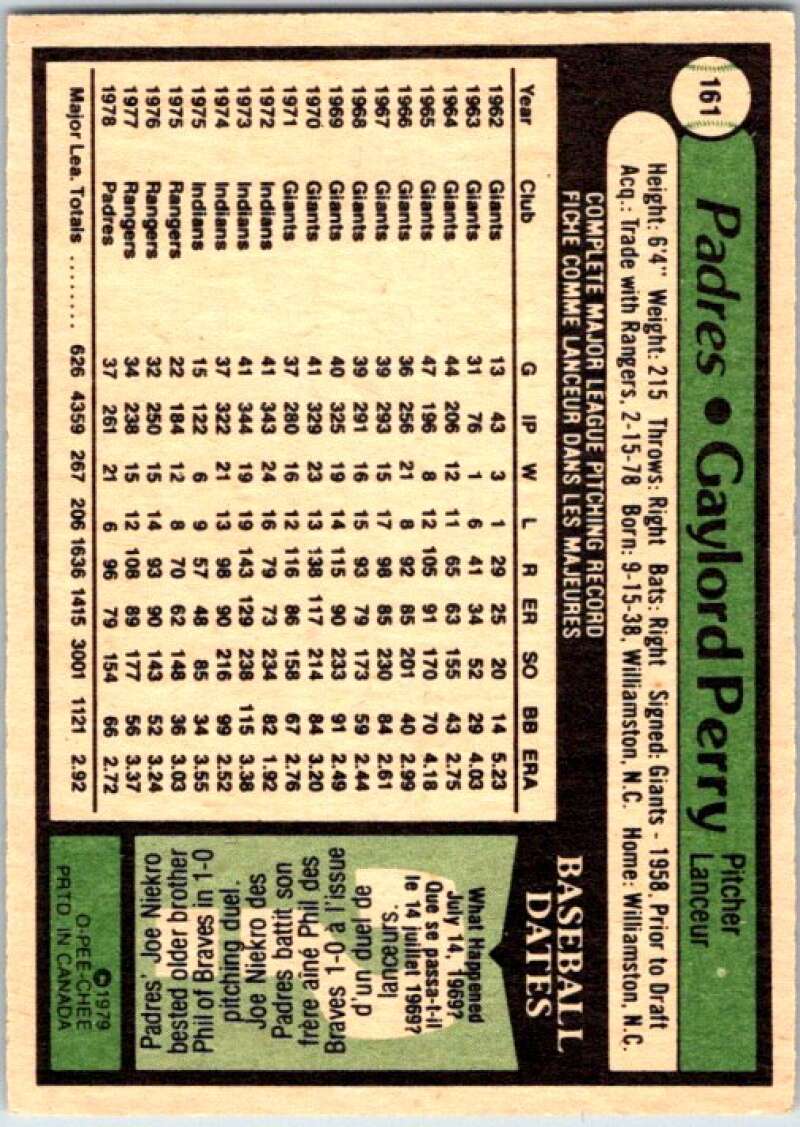 161
Padres • Gaylord Perry
Pitcher
Lanceur
Height: 6'4" Weight: 215 Throws: Right Bats: Right Signed: Giants - 1958, Prior to Draft
Acq.: Trade with Rangers, 2-15-78 Born: 9-15-38, Williamston, N.C. Home: Williamston, N.C.
COMPLETE MAJOR LEAGUE PITCHING RECORD
FICHE COMME LANCEUR DANS LES MAJEURES
Year Club G IP W L R ER SO BB ERA
1962 Giants 13 43 3 1 29 25 20 14 5.23
1963 Giants 31 76 1 6 41 34 52 29 4.03
1964 Giants 44 206 12 11 65 63 155 43 2.75
1965 Giants 47 196 8 12 105 91 170 70 4.18
1966 Giants 36 256 21 8 92 85 201 40 2.99
1967 Giants 39 293 15 17 98 85 230 84 2.61
1968 Giants 39 291 16 15 93 79 173 59 2.44
1969 Giants 40 325 19 14 115 90 233 91 2.49
1970 Giants 41 329 23 13 138 117 214 84 3.20
1971 Giants 37 280 16 12 116 86 158 67 2.76
1972 Indians 41 343 24 16 79 73 234 82 1.92
1973 Indians 41 344 19 19 143 129 238 115 3.38
1974 Indians 37 322 21 13 98 90 216 99 2.52
1975 Indians 15 122 6 9 57 48 85 34 3.55
1975 Rangers 22 184 12 8 70 62 148 36 3.03
1976 Rangers 32 250 15 14 93 90 143 52 3.24
1977 Rangers 34 238 15 12 108 89 177 56 3.37
1978 Padres 37 261 21 6 96 79 154 66 2.72
Major Lea. Totals ........ 626 4359 267 206 1636 1415 3001 1121 2.92
BASEBALL
DATES
What Happened
July 14, 1969?
Que se passa-t-il
le 14 juillet 1969?
lanceurs.
d'un duel de
Braves 1-0 à l'issue
frère aîné Phil des
Padres battit son
Joe Niekro des
pitching duel.
Phil of Braves in 1-0
bested older brother
Padres' Joe Niekro
©1979
O-PEE-CHEE
PRTD. IN CANADA